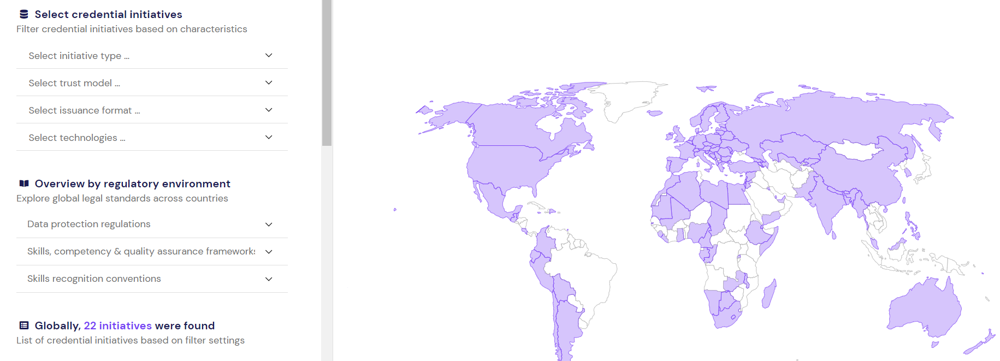 Select credential initiatives
Filter credential initiatives based on characteristics
Select initiative type ...
Select trust model ...
Select issuance format ...
Select technologies ...
Overview by regulatory environment
Explore global legal standards across countries
Data protection regulations
Skills, competency & quality assurance frameworks
Skills recognition conventions
Globally, 22 initiatives were found
List of credential initiatives based on filter settings